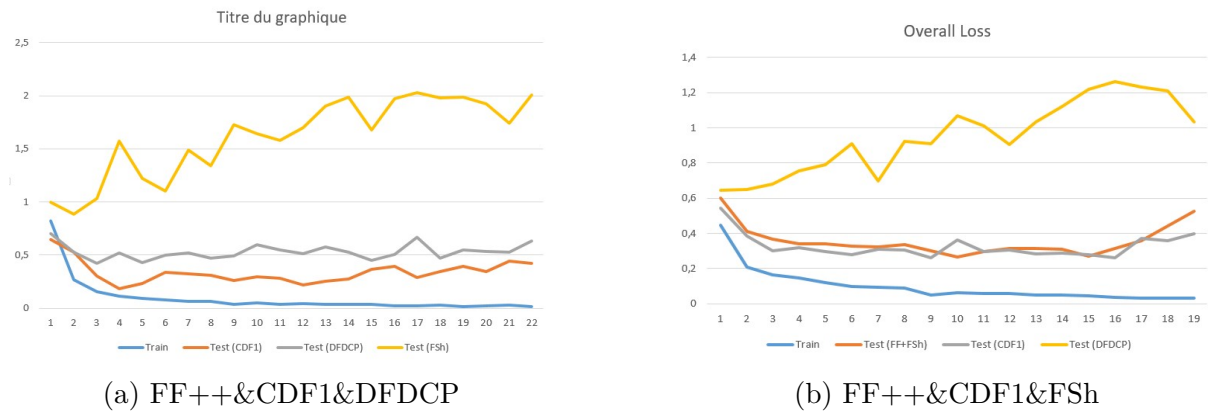 Titre du graphique
2,5
2
1,5
1
0,5
0
1 2 3 4 5 6 7 8 9 10 11 12 13 14 15 16 17 18 19 20 21 22
Train Test (CDF1) Test (DFDCP) Test (FSh)
(a) FF++&CDF1&DFDCP
Overall Loss
1,4
1,2
1
0,8
0,6
0,4
0,2
0
1 2 3 4 5 6 7 8 9 10 11 12 13 14 15 16 17 18 19
Train Test (FF+FSh) Test (CDF1) Test (DFDCP)
(b) FF++&CDF1&FSh